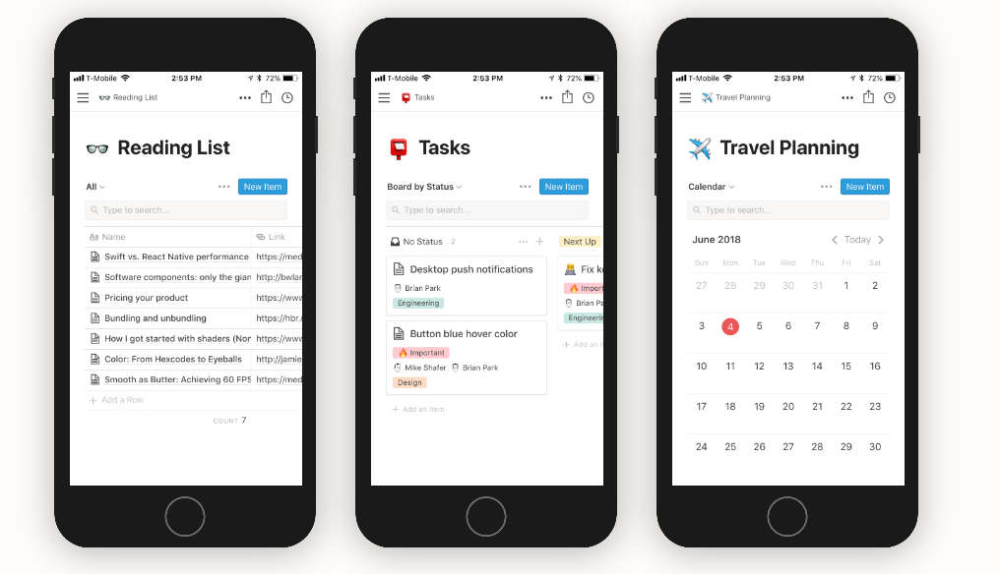 T-Mobile 2:53 PM 72%
Reading List
Reading List
All New Item
Type to search...
Name Link
Swift vs. React Native performance https://med
Software components: only the gian http://bwlar
Pricing your product https://www
Bundling and unbundling https://hbr.
How I got started with shaders (Non https://www
Color: From Hexcodes to Eyeballs http://jamie
Smooth as Butter: Achieving 60 FPS https://med
Add a Row
COUNT 7
T-Mobile 2:53 PM 72%
Tasks
Tasks
Board by Status New Item
Type to search...
No Status 2 Next Up
Desktop push notifications
Brian Park
Engineering
Button blue hover color
Important
Mike Shafer Brian Park
Design
Add an Item
Fix k
Impor
Brian Pa
Engineerin
Add an I
T-Mobile 2:53 PM 72%
Travel Planning
Travel Planning
Calendar New Item
Type to search...
June 2018 Today
Sun Mon Tue Wed Thu Fri Sat
27 28 29 30 31 1 2
3 4 5 6 7 8 9
10 11 12 13 14 15 16
17 18 19 20 21 22 23
24 25 26 27 28 29 30